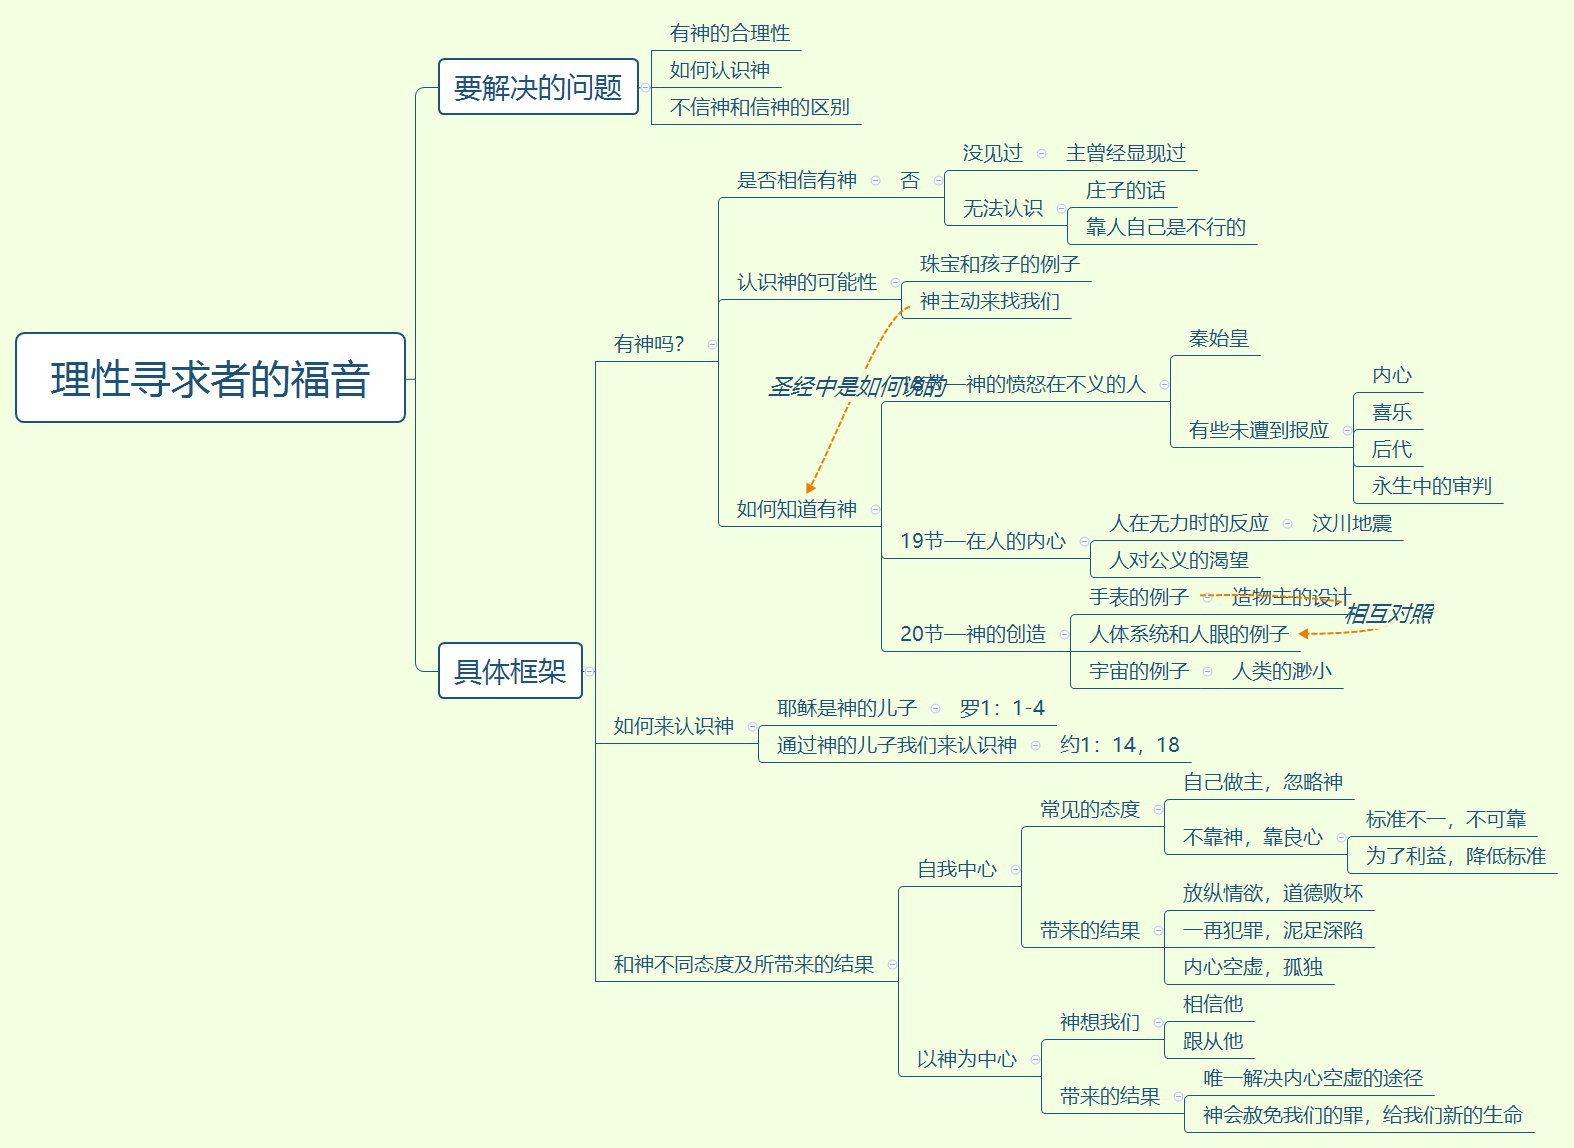 理性寻求者的福音
要解决的问题
有神的合理性
如何认识神
不信神和信神的区别
具体框架
有神吗?
是否相信有神
否
没见过
主曾经显现过
无法认识
庄子的话
靠人自己是不行的
认识神的可能性
珠宝和孩子的例子
神主动来找我们
圣经中是如何说的
如何知道有神
18节—神的愤怒在不义的人
秦始皇
有些未遭到报应
内心
喜乐
后代
永生中的审判
19节—在人的内心
人在无力时的反应
汶川地震
人对公义的渴望
20节—神的创造
手表的例子
造物主的设计
相互对照
人体系统和人眼的例子
宇宙的例子
人类的渺小
如何来认识神
耶稣是神的儿子
罗1：1-4
通过神的儿子我们来认识神
约1：14，18
和神不同态度及所带来的结果
自我中心
常见的态度
自己做主，忽略神
不靠神，靠良心
标准不一，不可靠
为了利益，降低标准
带来的结果
放纵情欲，道德败坏
一再犯罪，泥足深陷
内心空虚，孤独
以神为中心
神想我们
相信他
跟从他
带来的结果
唯一解决内心空虚的途径
神会赦免我们的罪，给我们新的生命